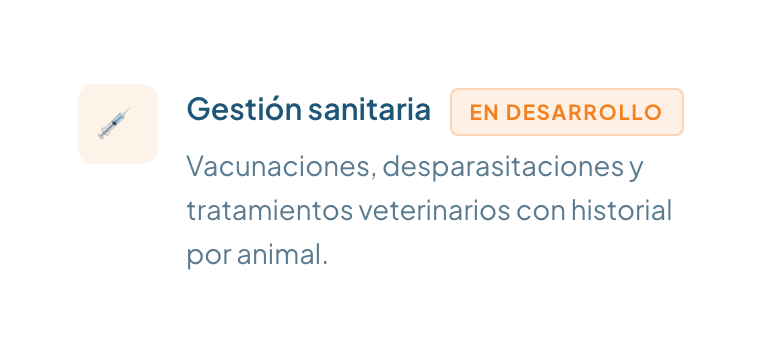 Gestión sanitaria EN DESARROLLO
Vacunaciones, desparasitaciones y
tratamientos veterinarios con historial
por animal.